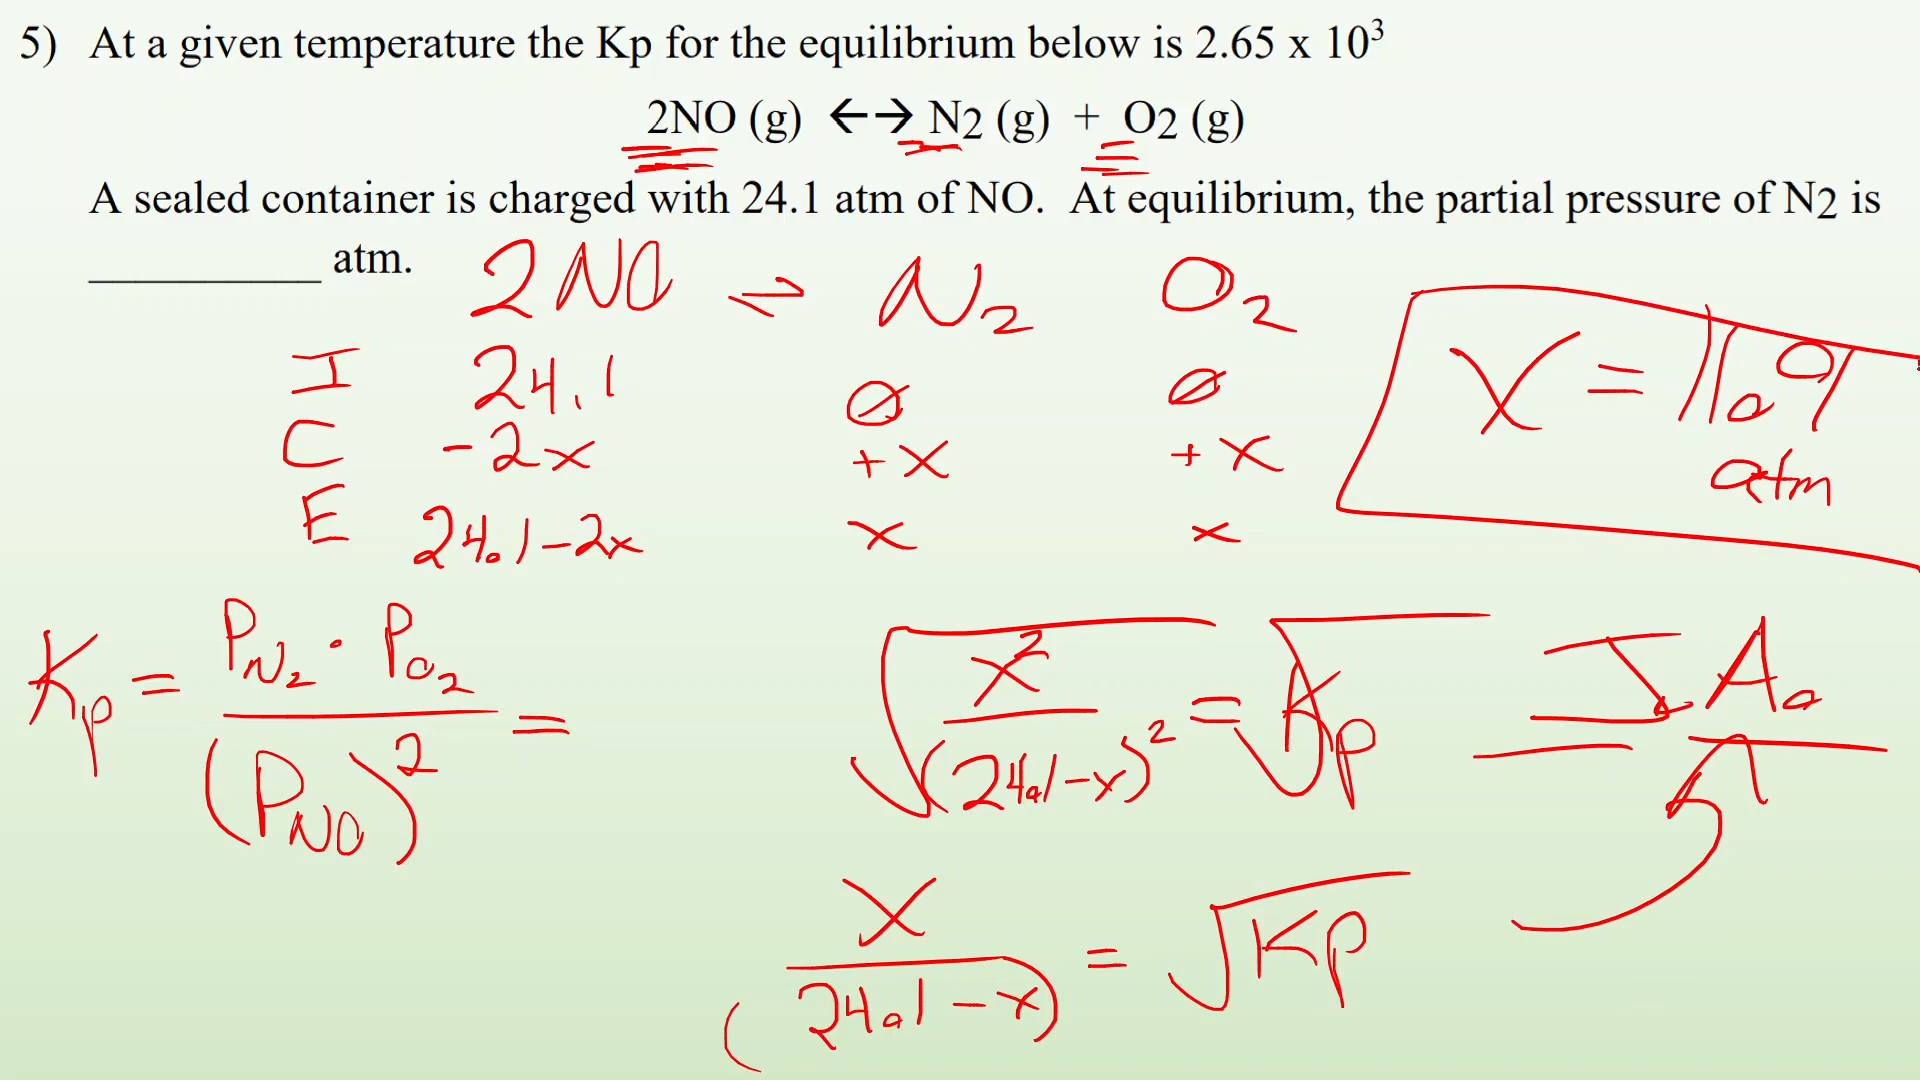 5) At a given temperature the Kp for the equilibrium below is 2.65 x 10³
2NO (g) ←→ N2 (g) + O2 (g)
A sealed container is charged with 24.1 atm of NO. At equilibrium, the partial pressure of N2 is
__________ atm.
2NO ⇌ N₂ O₂
I 24.1 ∅ ∅
C -2x +x +x
E 24.1-2x x x
x = 11.9
atm
Kp = PN₂ · PO₂ / (PNO)² =
√(x² / (24.1-x)²) = √Kp
I.A.
x / (24.1-x) = √Kp